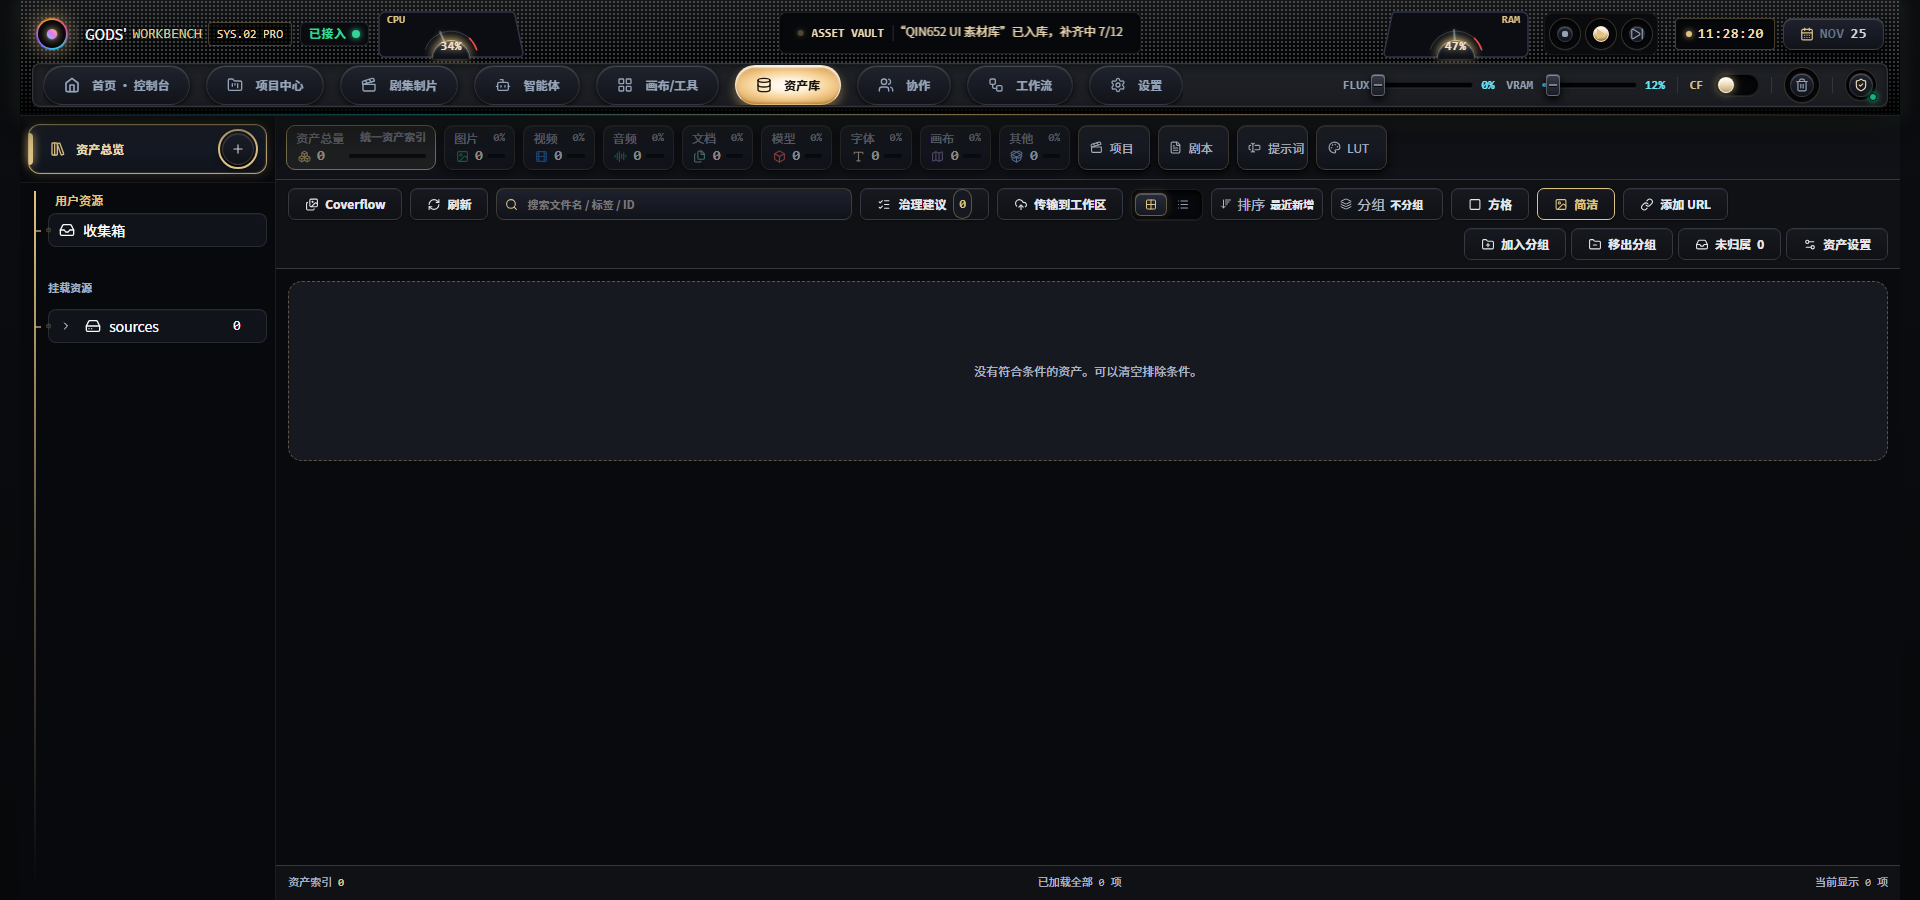 GODS' WORKBENCH SYS.02 PRO 已接入 CPU 34% ASSET VAULT “QIN652 UI 素材库”已入库，补齐中 7/12 RAM 47% 11:28:20 NOV 25
首页・控制台 项目中心 剧集制片 智能体 画布/工具 资产库 协作 工作流 设置 FLUX 0% VRAM 12% CF
资产总览
资产总量 统一资产索引 0
图片 0% 0
视频 0% 0
音频 0% 0
文档 0% 0
模型 0% 0
字体 0% 0
画布 0% 0
其他 0% 0
项目 剧本 提示词 LUT
用户资源
收集箱
挂载资源
sources 0
Coverflow 刷新 搜索文件名 / 标签 / ID 治理建议 0 传输到工作区 排序 最近新增 分组 不分组 方格 简洁 添加 URL
加入分组 移出分组 未归属 0 资产设置
没有符合条件的资产。可以清空排除条件。
资产索引 0 已加载全部 0 项 当前显示 0 项